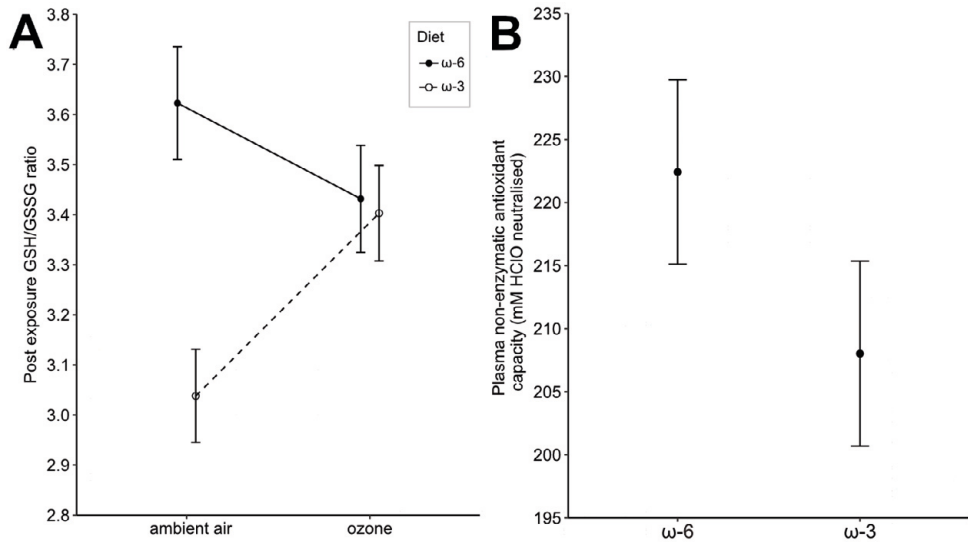 A
Post exposure GSH/GSSG ratio
3.8
3.7
3.6
3.5
3.4
3.3
3.2
3.1
3.0
2.9
2.8
ambient air
ozone
Diet
ω-6
ω-3
B
Plasma non-enzymatic antioxidant
capacity (mM HClO neutralised)
235
230
225
220
215
210
207
200
195
ω-6
ω-3